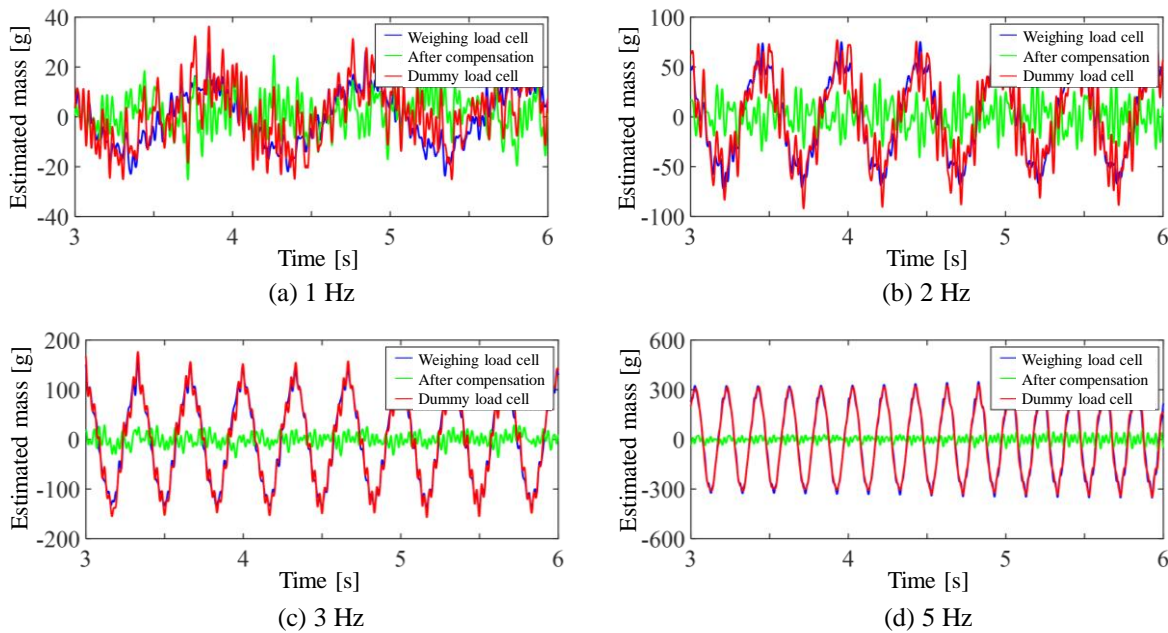 Estimated mass [g]
40
20
0
-20
-40
Weighing load cell
After compensation
Dummy load cell
3 4 5 6
Time [s]
(a) 1 Hz
Estimated mass [g]
100
50
0
-50
-100
Weighing load cell
After compensation
Dummy load cell
3 4 5 6
Time [s]
(b) 2 Hz
Estimated mass [g]
200
100
0
-100
-200
Weighing load cell
After compensation
Dummy load cell
3 4 5 6
Time [s]
(c) 3 Hz
Estimated mass [g]
600
300
0
-300
-600
Weighing load cell
After compensation
Dummy load cell
3 4 5 6
Time [s]
(d) 5 Hz